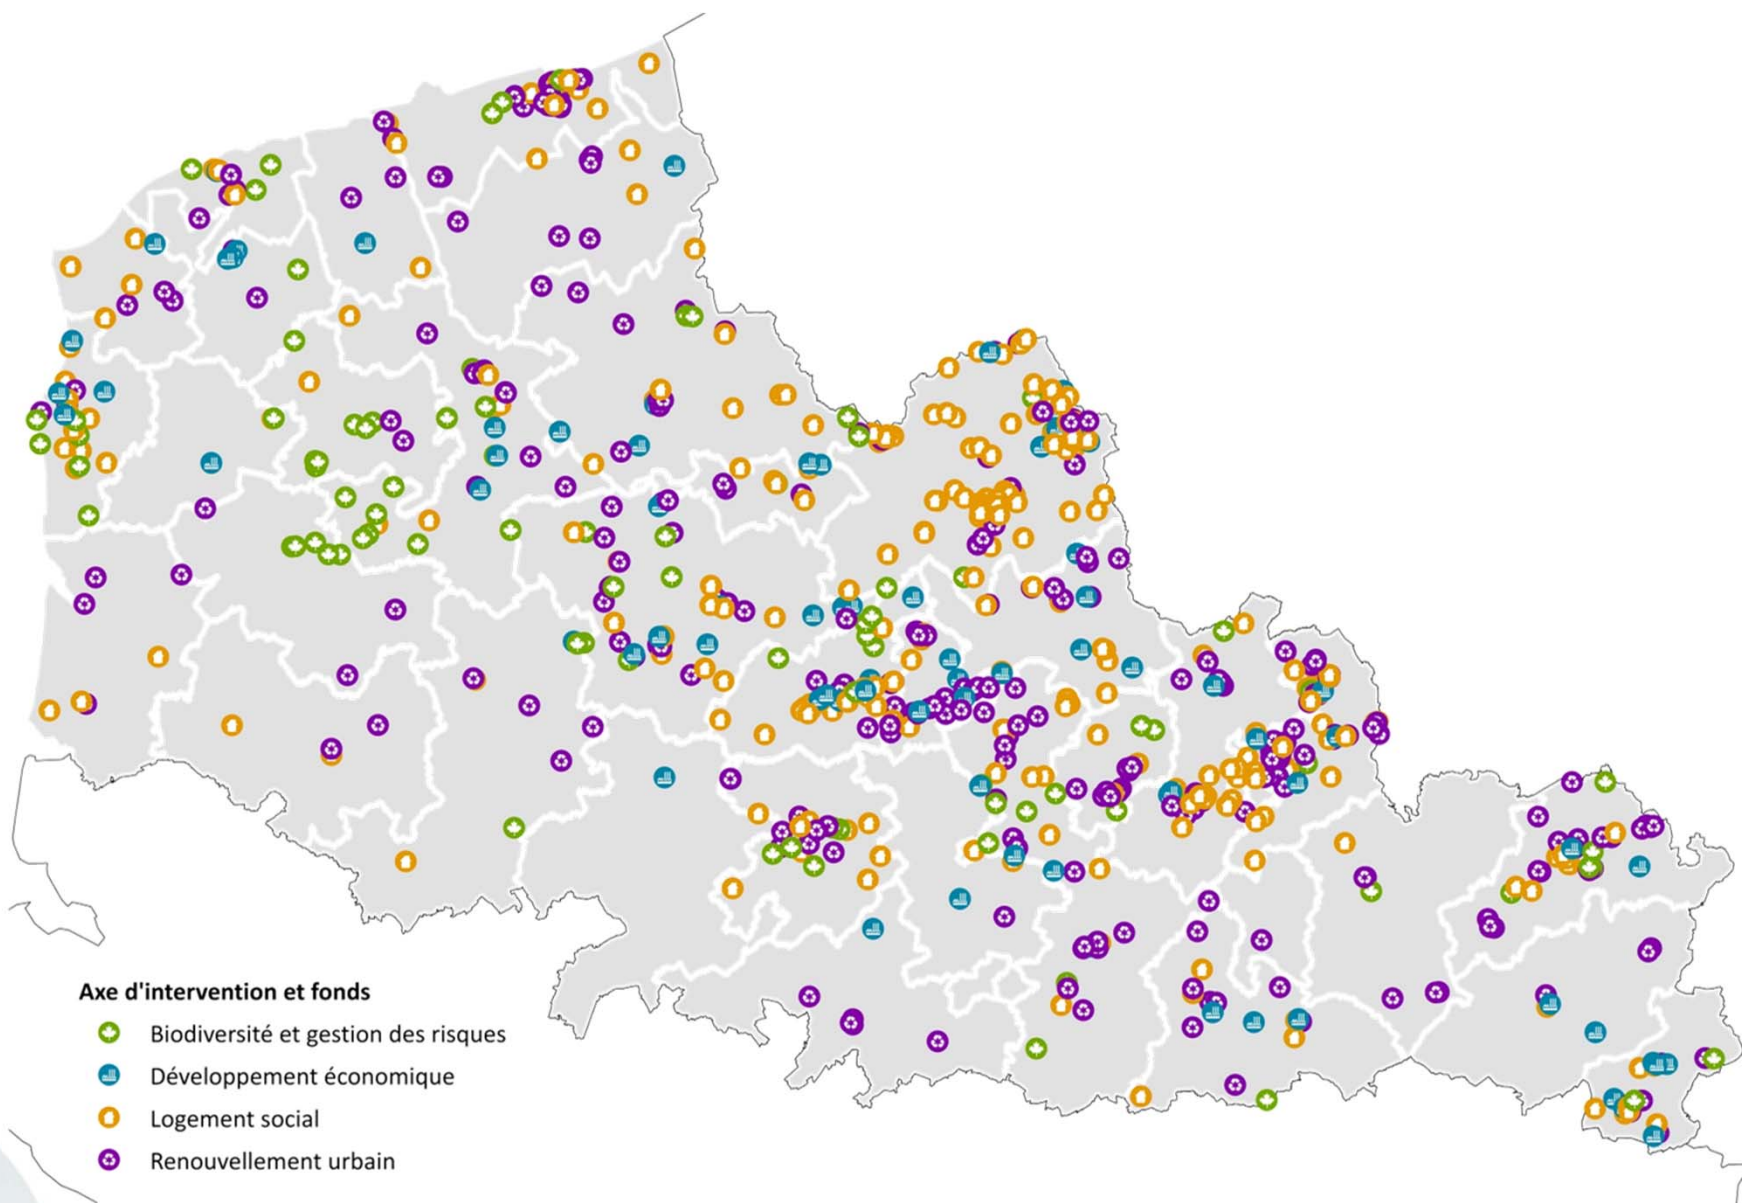 Axe d'intervention et fonds
Biodiversité et gestion des risques
Développement économique
Logement social
Renouvellement urbain